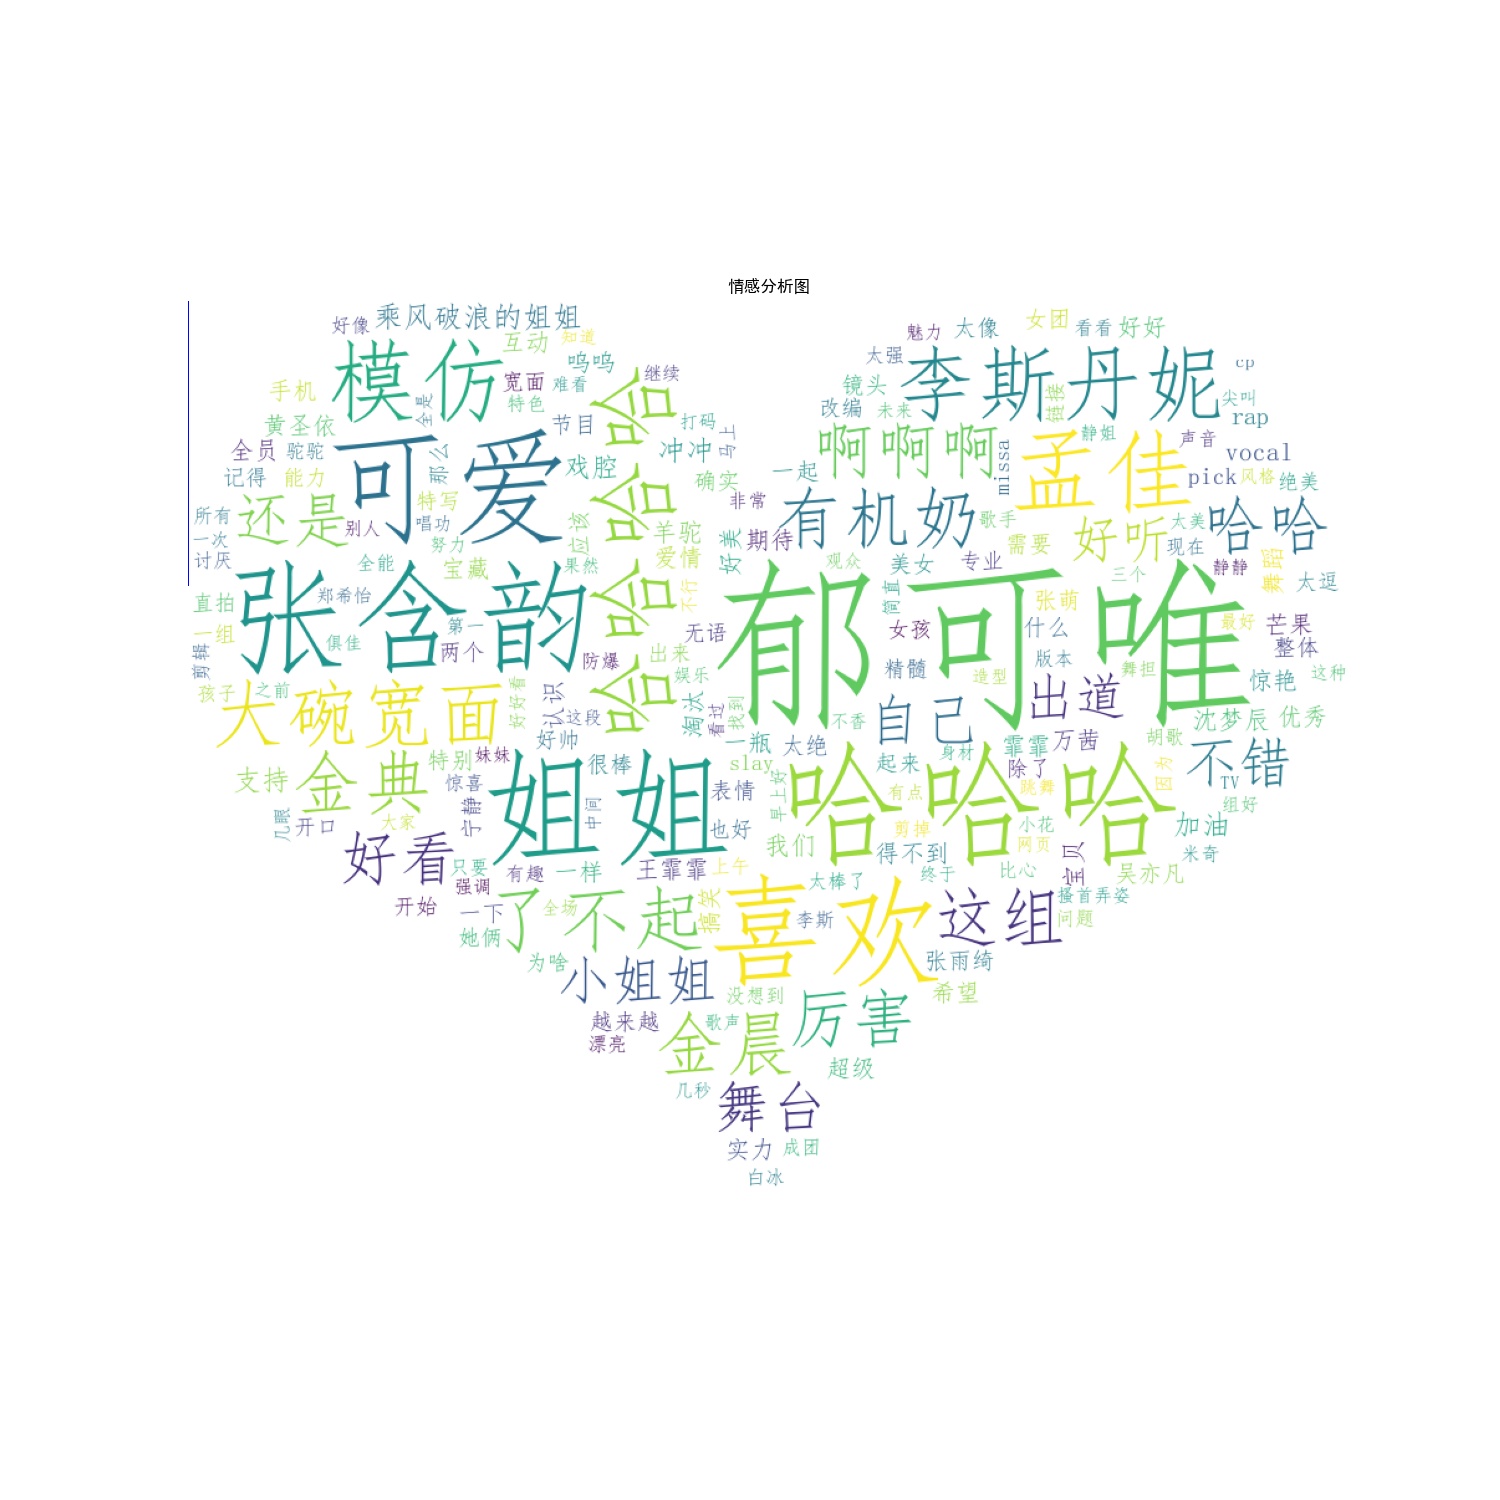 情感分析图
乘风破浪的姐姐
好像
模仿
互动
知道
呜呜
继续
手机
宽面
难看
特色
全是
黄圣依
节目
哈哈哈哈
打码
马上
冲冲
全员
驼驼
可爱
那么
戏腔
确实
记得
能力
特写
非常
所有
还是
别人
唱功
应该
羊驼
好美
一次
讨厌
努力
全能
宝藏
果然
爱情
不行
张含韵
郑希怡
直拍
一组
俱佳
第一
两个
防爆
无语
出来
剪辑
孩子
之前
好好看
认识
这段
娱乐
淘汰
看过
找到
大碗宽面
好帅
一瓶
slay
支持
金典
特别
妹妹
惊喜
姐姐
很棒
表情
中间
宁静
也好
早上好
几眼
开口
大家
好看
只要
有趣
一样
王霏霏
上午
强调
开始
一下
了不起
全场
搞笑
她俩
为啥
小姐姐
没想到
越来越
漂亮
歌声
金晨
厉害
超级
几秒
舞台
实力
成团
白冰
魅力
太像
女团
看看
好好
太强
李斯丹妮
cp
镜头
链接
尖叫
改编
未来
rap
啊啊啊
missa
孟佳
静姐
声音
vocal
一起
pick
风格
绝美
有机奶
歌手
好听
太美
哈哈
期待
需要
现在
美女
专业
观众
静静
舞蹈
太逗
三个
郁可唯
简直
张萌
最好
芒果
女孩
什么
整体
精髓
版本
造型
舞担
惊艳
这种
出道
自己
不香
沈梦辰
优秀
太绝
霏霏
万茜
胡歌
身材
不错
起来
除了
因为
TV
有点
跳舞
组好
哈哈哈
剪掉
小花
加油
我们
得不到
网页
米奇
终于
比心
宝贝
吴亦凡
太棒了
搔首弄姿
喜欢
李斯
这组
问题
张雨绮
希望